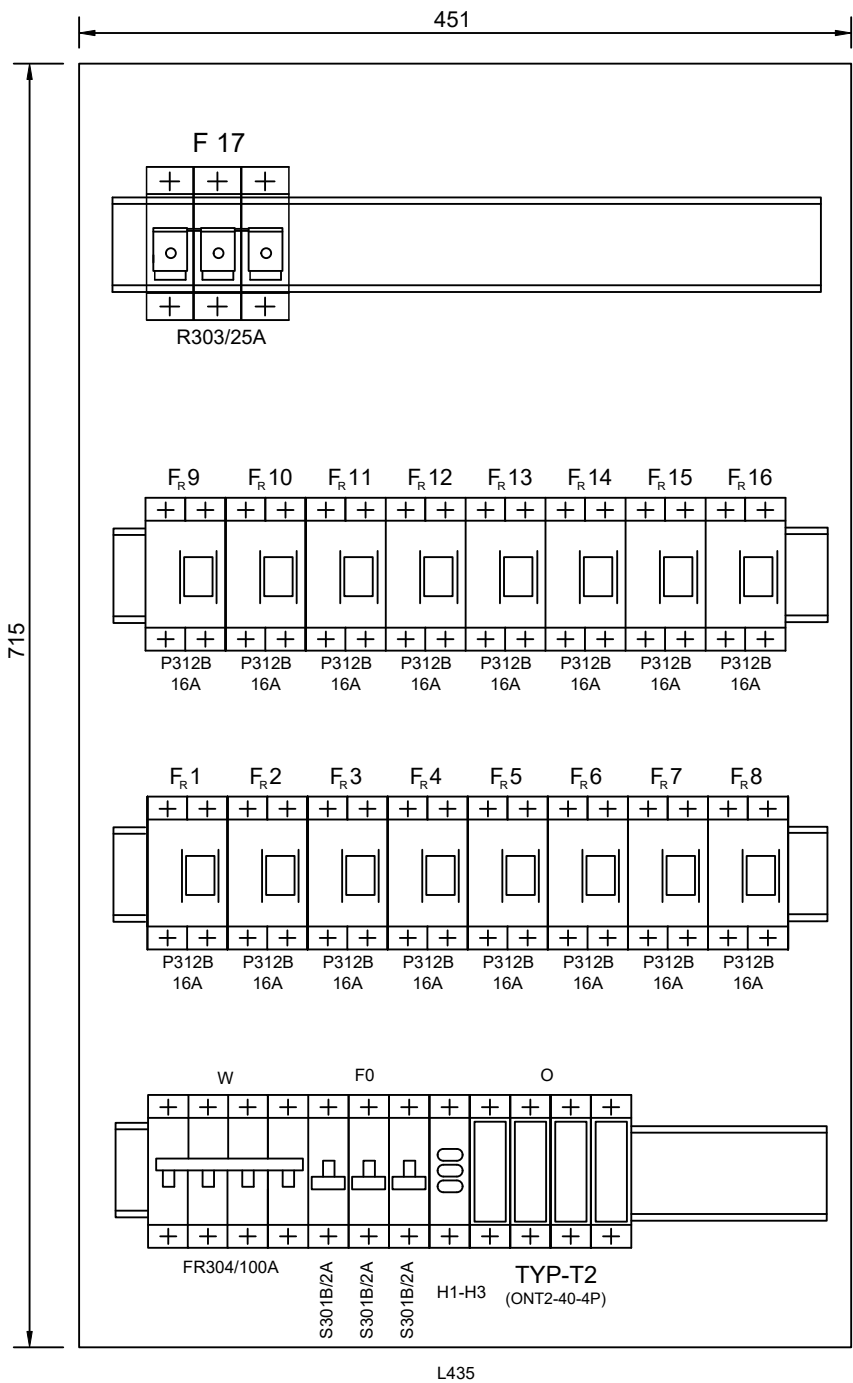 451
715
F 17
R303/25A
FR9 FR10 FR11 FR12 FR13 FR14 FR15 FR16
P312B P312B P312B P312B P312B P312B P312B P312B
16A 16A 16A 16A 16A 16A 16A 16A
FR1 FR2 FR3 FR4 FR5 FR6 FR7 FR8
P312B P312B P312B P312B P312B P312B P312B P312B
16A 16A 16A 16A 16A 16A 16A 16A
W F0 O
FR304/100A
S301B/2A
S301B/2A
S301B/2A
H1-H3
TYP-T2
(ONT2-40-4P)
L435